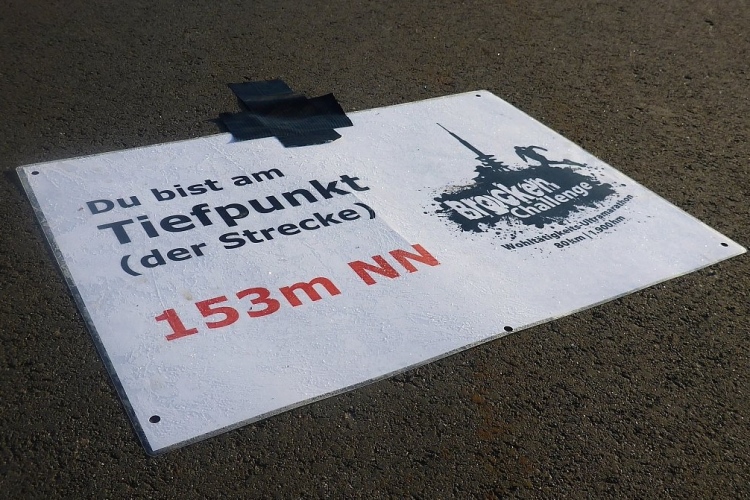 Du bist am
Tiefpunkt
(der Strecke)
153m NN
Brocken
Challenge
Wohltätigkeits-Ultramarathon
80km | 1.900hm